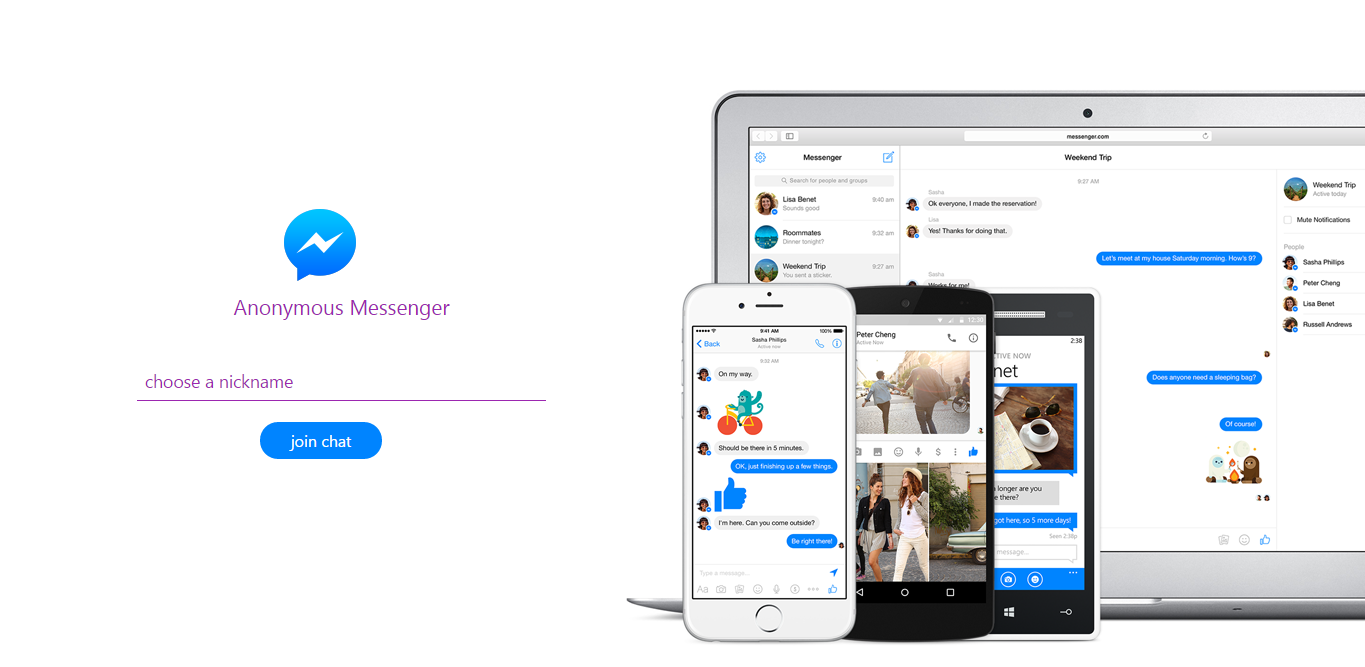 Anonymous Messenger
choose a nickname
join chat
messenger.com
Messenger
Weekend Trip
Search for people and groups
Lisa Benet
9:40 am
Sounds good
Roommates
9:32 am
Dinner tonight?
Weekend Trip
9:27 am
You sent a sticker.
9:27 AM
Sasha
Ok everyone, I made the reservation!
Lisa
Yes! Thanks for doing that.
Let's meet at my house Saturday morning. How's 9?
Sasha
Works for me!
Does anyone need a sleeping bag?
Of course!
Weekend Trip
Active today
Mute Notifications
People
Sasha Phillips
Peter Cheng
Lisa Benet
Russell Andrews
9:41 AM
100%
Back
Sasha Phillips
Active now
9:32 AM
On my way.
Should be there in 5 minutes.
OK, just finishing up a few things.
I'm here. Can you come outside?
Be right there!
Type a message...
Aa
12:30
Peter Cheng
Active Now
$
2:38
CTIVE NOW
net
longer are you
e there?
got here, so 5 more days!
Seen 2:38p
message...